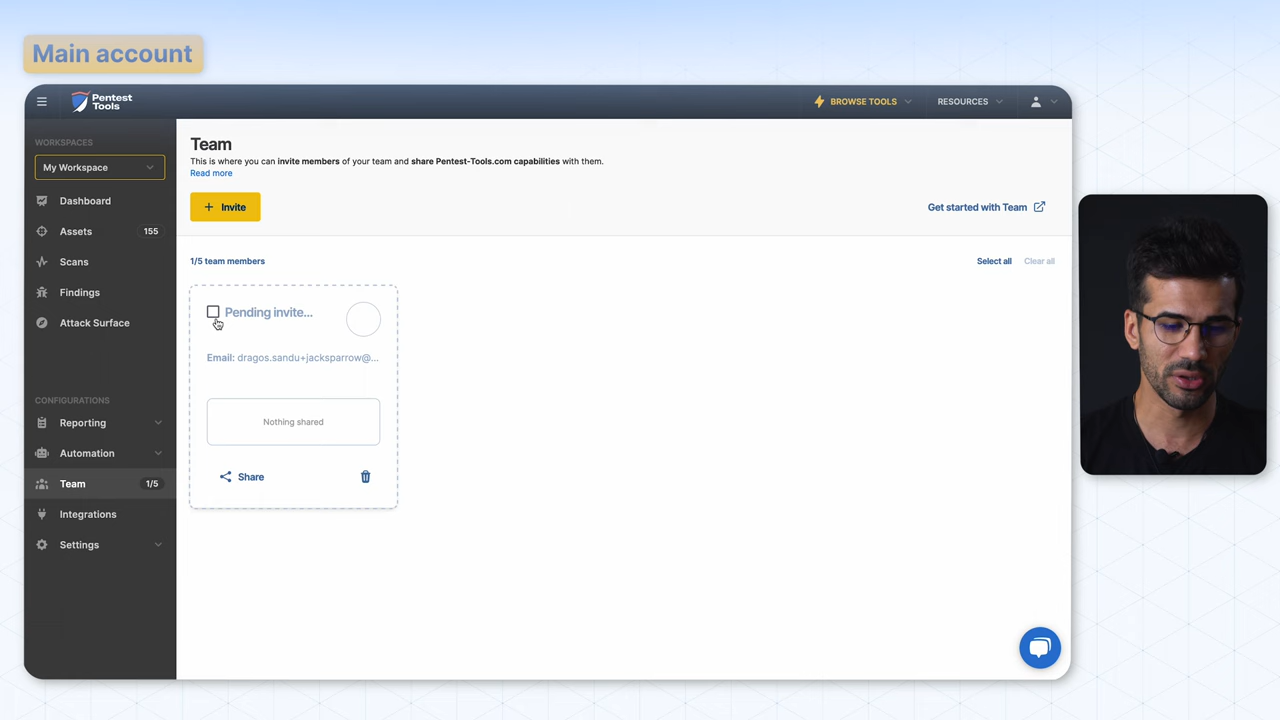 Main account
Pentest
Tools
BROWSE TOOLS
RESOURCES
WORKSPACES
My Workspace
Dashboard
Assets 155
Scans
Findings
Attack Surface
CONFIGURATIONS
Reporting
Automation
Team 1/5
Integrations
Settings
Team
This is where you can invite members of your team and share Pentest-Tools.com capabilities with them.
Read more
+ Invite
Get started with Team
1/5 team members
Select all
Clear all
Pending invite...
Email: dragos.sandu+jacksparrow@...
Nothing shared
Share